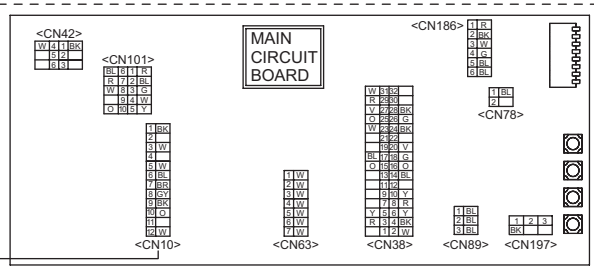 <CN42>
W 4 1 BK
5 2
6 3
<CN101>
BL 6 1 R
R 7 2 BL
W 8 3 G
9 4 W
O 10 5 Y
MAIN
CIRCUIT
BOARD
<CN186>
1 R
2 BK
3 W
4 G
5 BL
6 BL
1 BL
2
<CN78>
1 BK
2
3 W
4
5 W
6 BL
7 BR
8 GY
9 BK
10 O
11
12 W
<CN10>
1 W
2 W
3 W
4 W
5 W
6 W
7 W
<CN63>
W 31 32
R 29 30
V 27 28 BK
O 25 26 G
W 23 24 BK
21 22
19 20 V
BL 17 18 G
O 15 16 O
13 14 BL
11 12
9 10 Y
7 8 R
Y 5 6 Y
R 3 4 BK
1 2 W
<CN38>
1 BL
2 BL
3 BL
<CN89>
1 2 3
BK
<CN197>